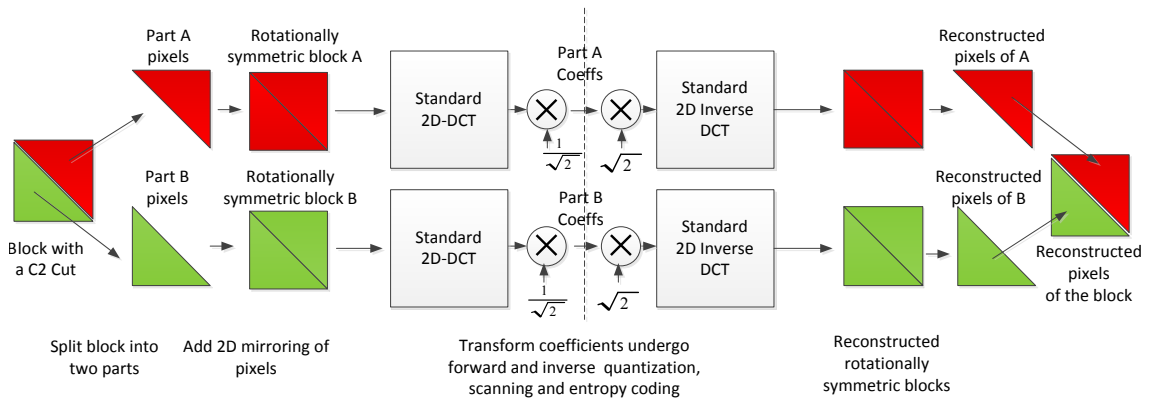 Part A
pixels
Rotationally
symmetric block A
Standard
2D-DCT
Part A
Coeffs
1
√2
√2
Standard
2D Inverse
DCT
Reconstructed
pixels of A
Block with
a C2 Cut
Part B
pixels
Rotationally
symmetric block B
Standard
2D-DCT
Part B
Coeffs
1
√2
√2
Standard
2D Inverse
DCT
Reconstructed
pixels of B
Reconstructed
pixels
of the block
Split block into
two parts
Add 2D mirroring of
pixels
Transform coefficients undergo
forward and inverse quantization,
scanning and entropy coding
Reconstructed
rotationally
symmetric blocks